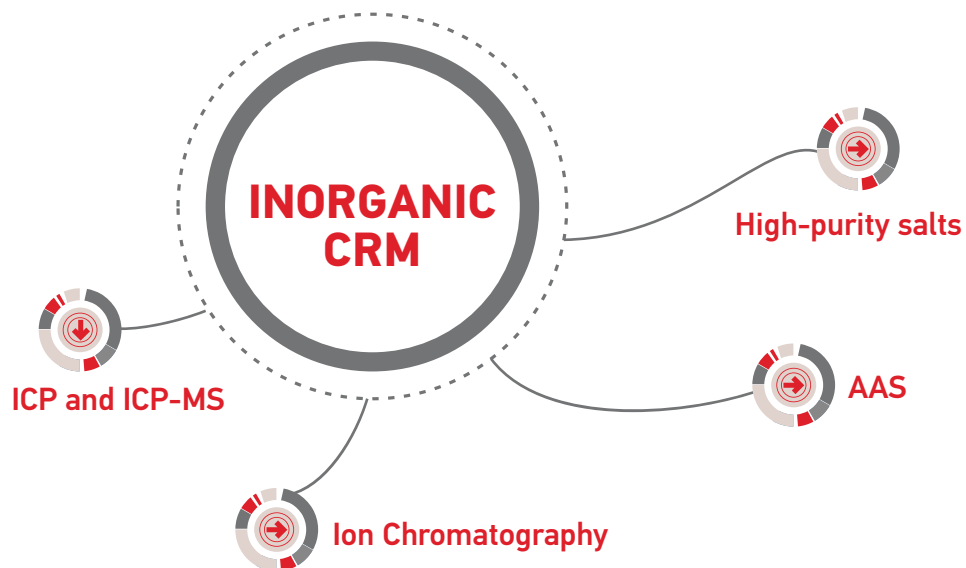 INORGANIC
CRM
High-purity salts
ICP and ICP-MS
AAS
Ion Chromatography